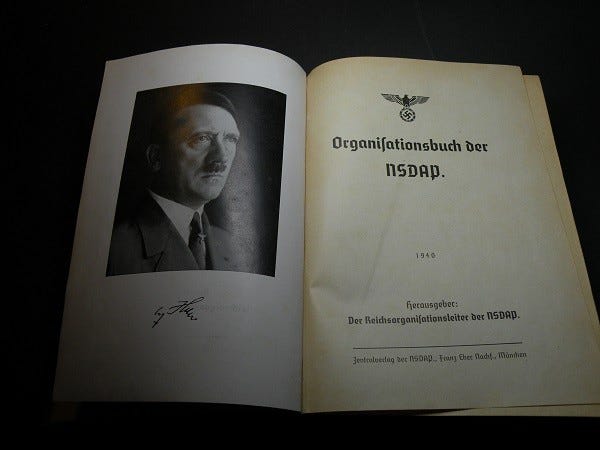 Organiſationsbuch der
NSDAP.
1940
Herausgeber:
Der Reichsorganiſationsleiter der NSDAP.
Zentralverlag der NSDAP., Franz Eher Nachf., München